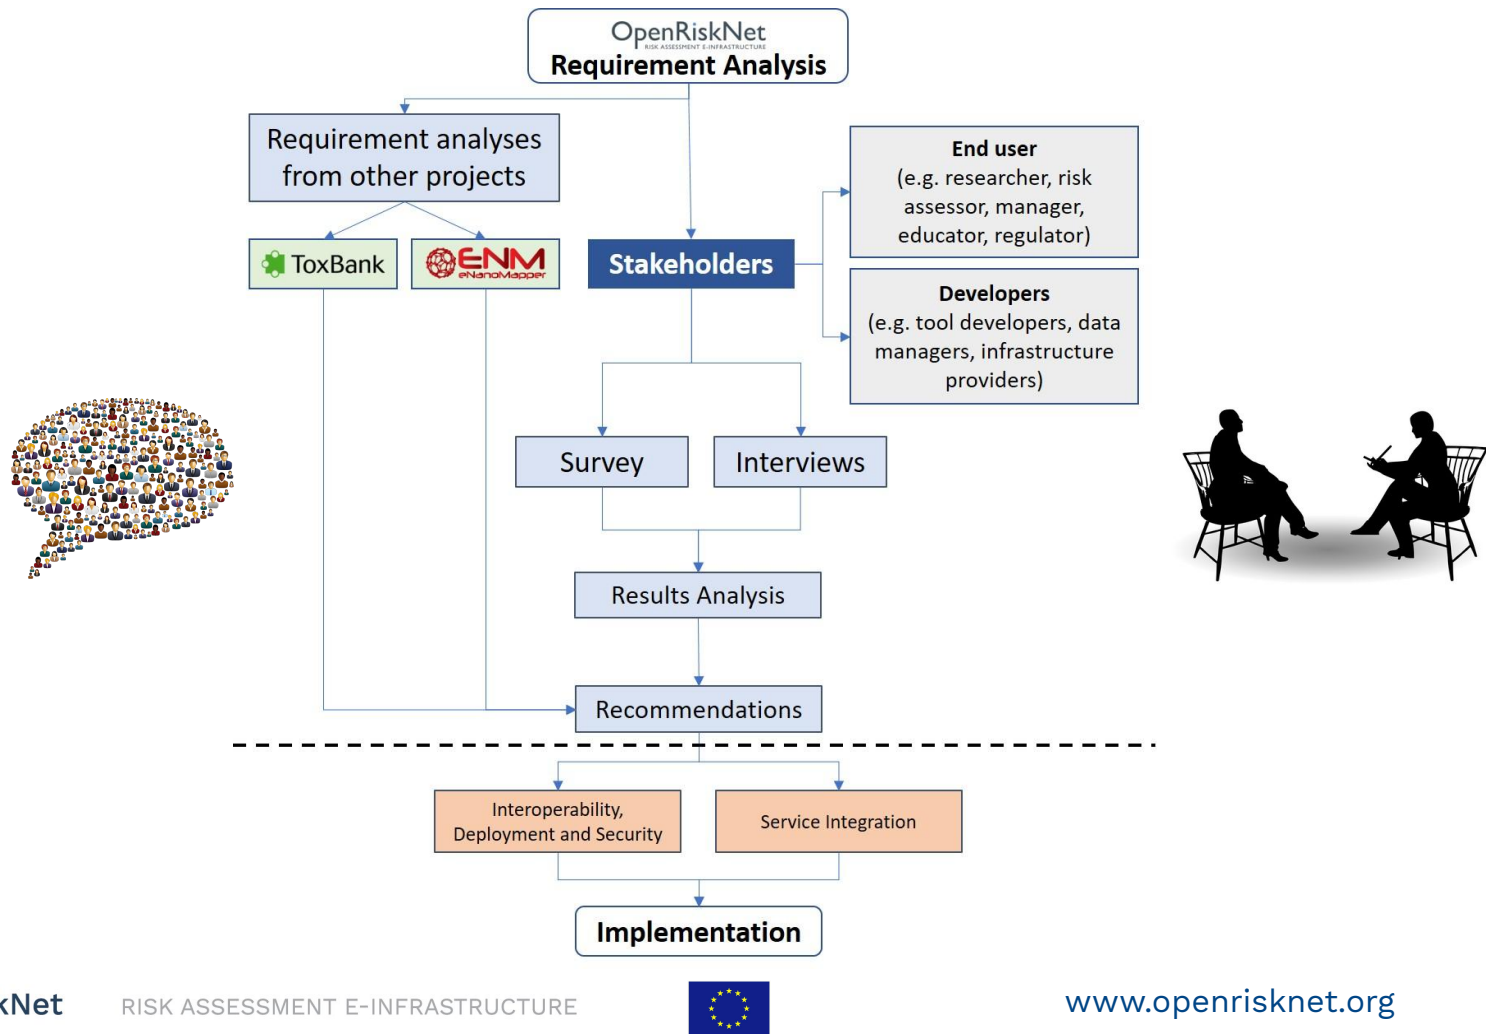 OpenRiskNet
RISK ASSESSMENT E-INFRASTRUCTURE
Requirement Analysis
Requirement analyses
from other projects
ToxBank
ENM
eNanoMapper
Stakeholders
End user
(e.g. researcher, risk
assessor, manager,
educator, regulator)
Developers
(e.g. tool developers, data
managers, infrastructure
providers)
Survey
Interviews
Results Analysis
Recommendations
Interoperability,
Deployment and Security
Service Integration
Implementation
kNet
RISK ASSESSMENT E-INFRASTRUCTURE
www.openrisknet.org